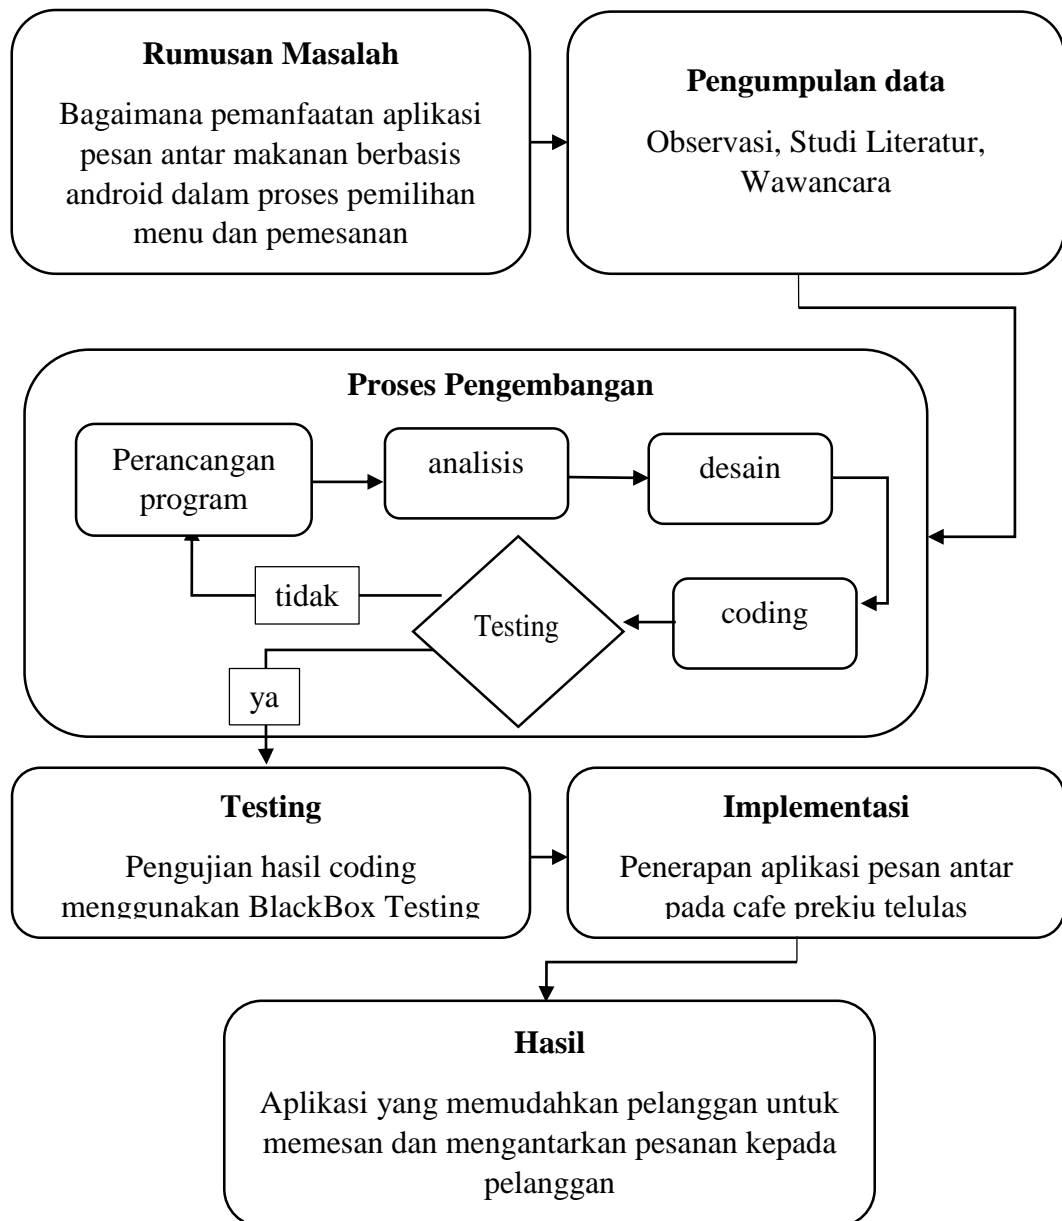 Rumusan Masalah
Bagaimana pemanfaatan aplikasi
pesan antar makanan berbasis
android dalam proses pemilihan
menu dan pemesanan
Pengumpulan data
Observasi, Studi Literatur,
Wawancara
Proses Pengembangan
Perancangan
program
analisis
desain
coding
Testing
tidak
ya
Testing
Pengujian hasil coding
menggunakan BlackBox Testing
Implementasi
Penerapan aplikasi pesan antar
pada cafe prekju telulas
Hasil
Aplikasi yang memudahkan pelanggan untuk
memesan dan mengantarkan pesanan kepada
pelanggan